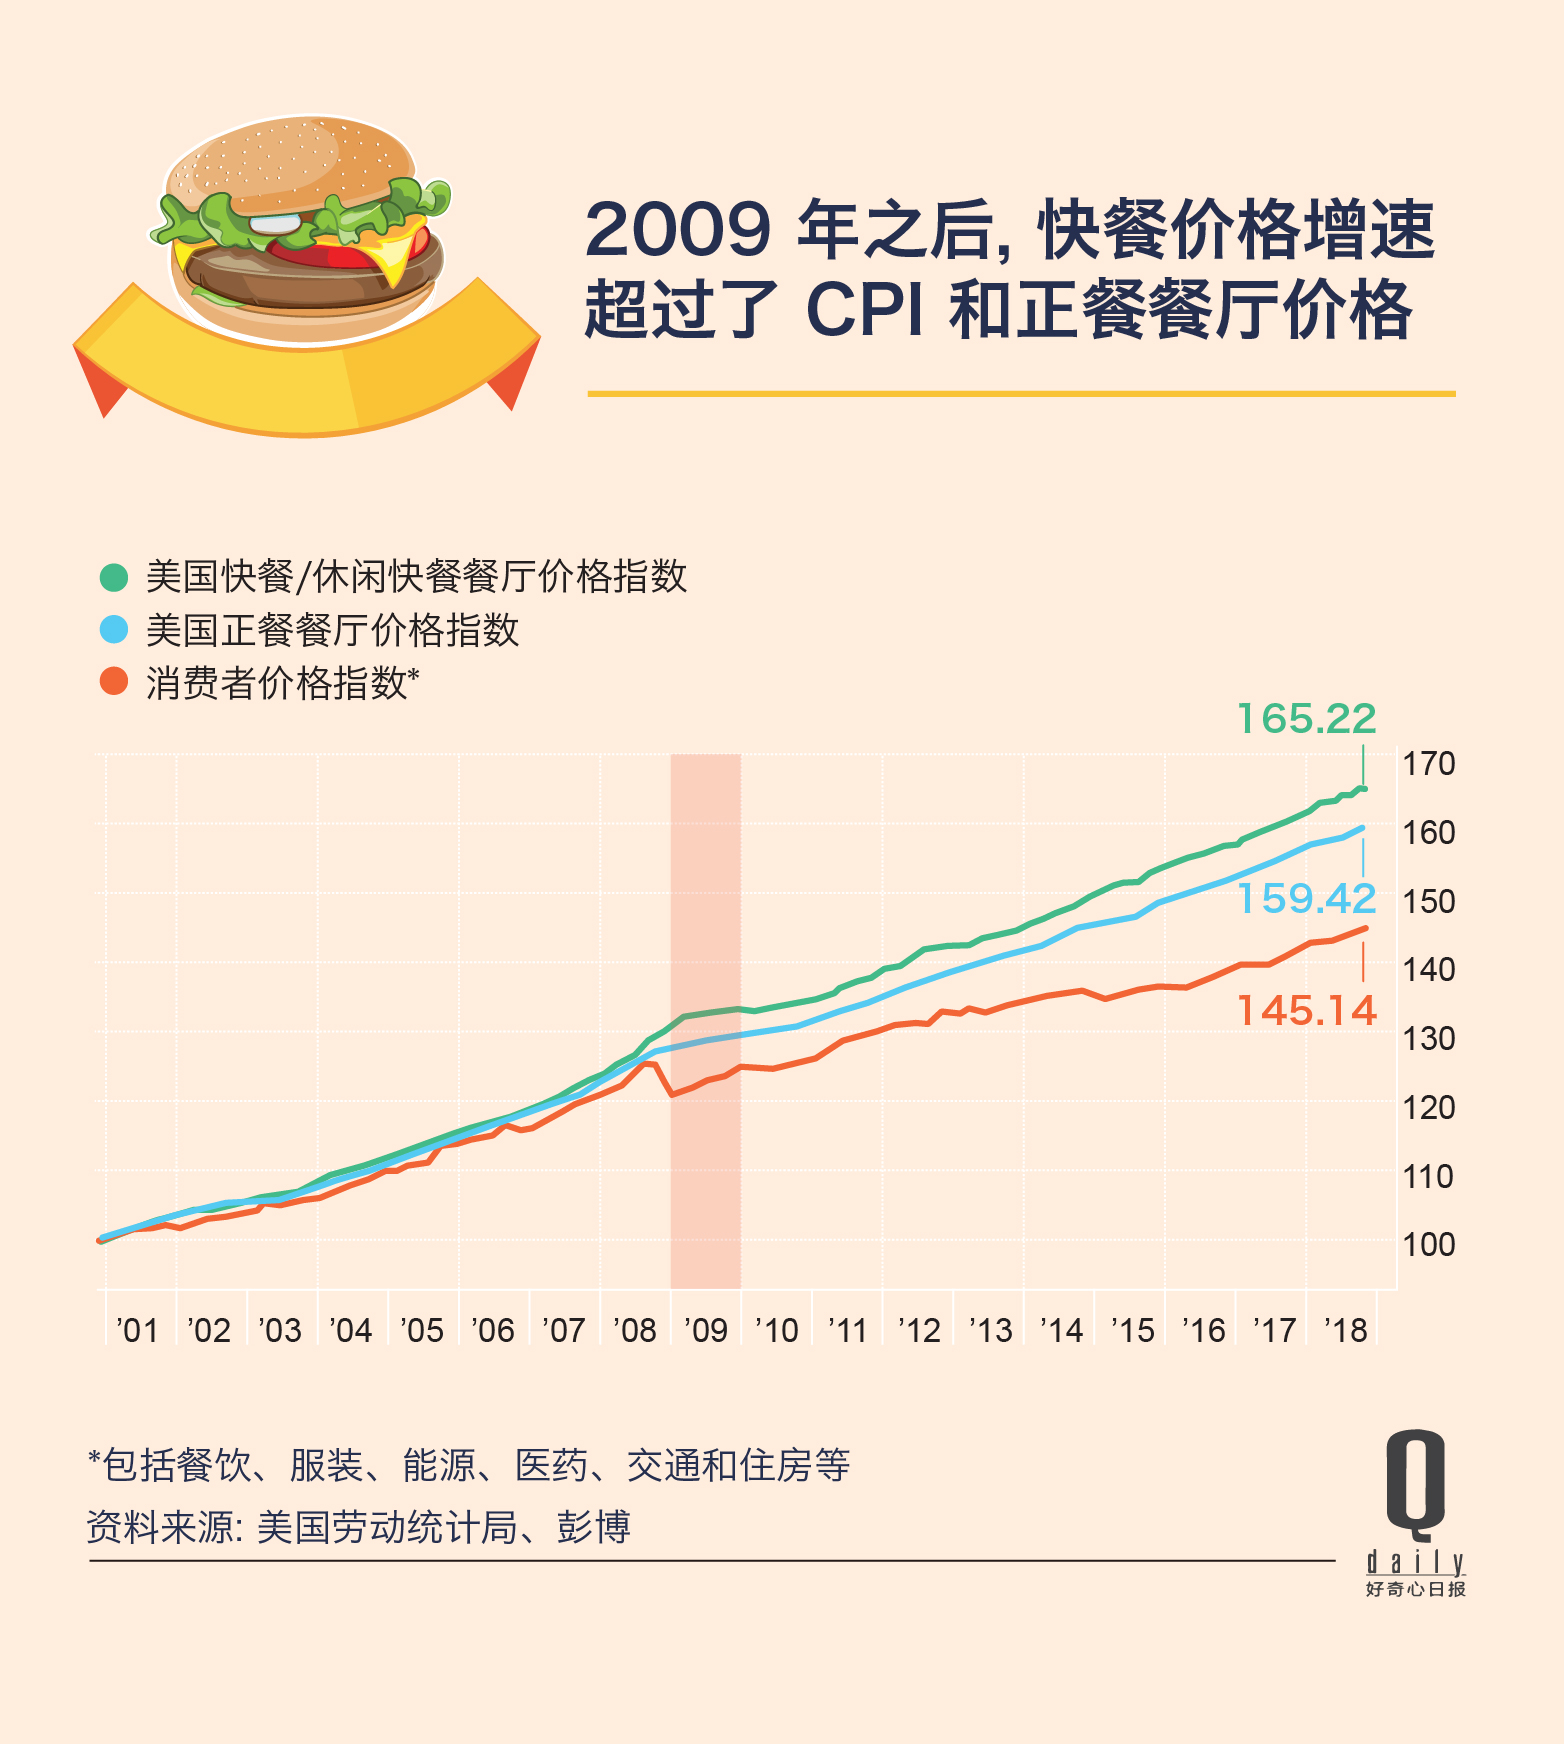 2009 年之后, 快餐价格增速
超过了 CPI 和正餐餐厅价格
美国快餐/休闲快餐餐厅价格指数
美国正餐餐厅价格指数
消费者价格指数*
165.22
170
160
159.42
150
140
145.14
130
120
110
100
’01 ’02 ’03 ’04 ’05 ’06 ’07 ’08 ’09 ’10 ’11 ’12 ’13 ’14 ’15 ’16 ’17 ’18
*包括餐饮、服装、能源、医药、交通和住房等
资料来源: 美国劳动统计局、彭博
Q
daily
好奇心日报